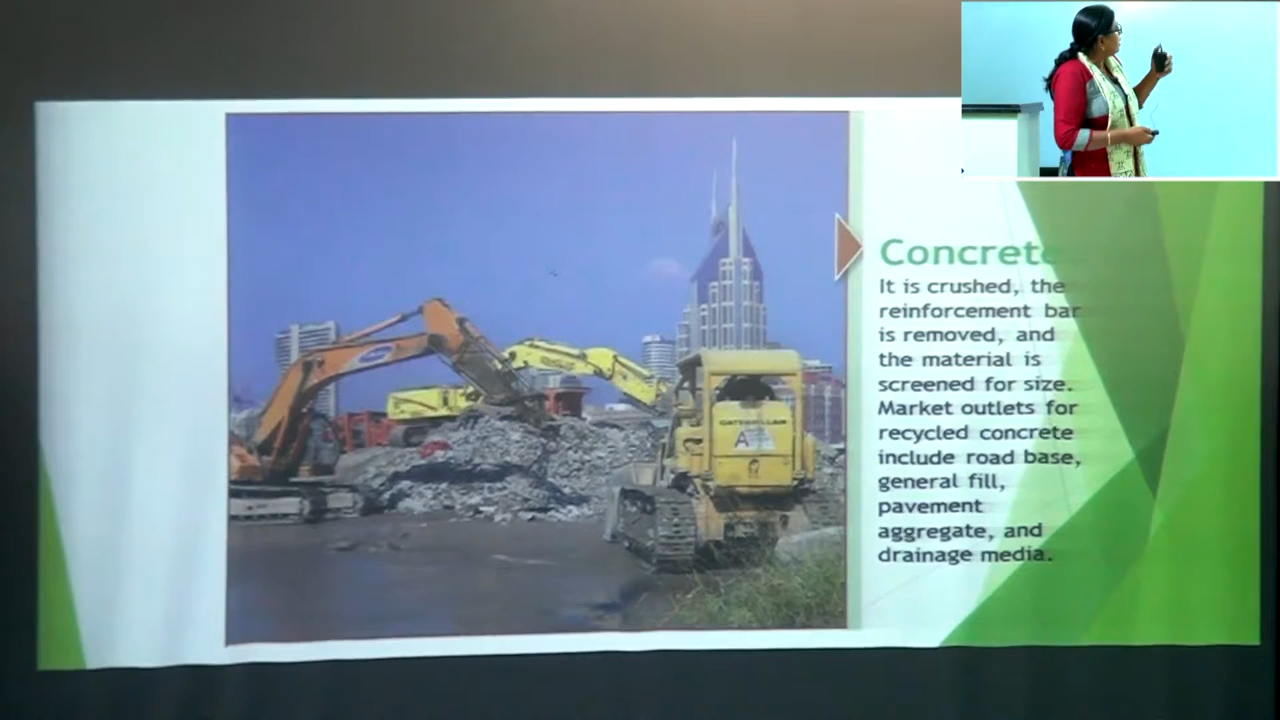 Concrete
It is crushed, the
reinforcement bar
is removed, and
the material is
screened for size.
Market outlets for
recycled concrete
include road base,
general fill,
pavement
aggregate, and
drainage media.
CATERPILLAR
A